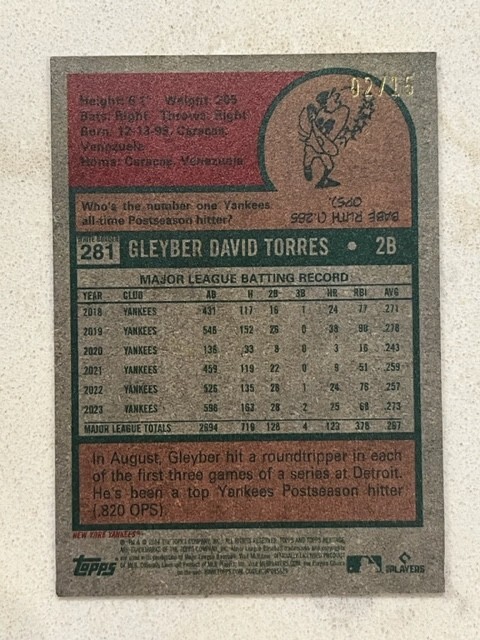 02/15
Height: 6'1" Weight: 205
Bats: Right Throws: Right
Born: 12-13-96, Caracas,
Venezuela
Home: Caracas, Venezuela
Who's the number one Yankees
all-time Postseason hitter?
BABE RUTH (1.285
OPS).
281 GLEYBER DAVID TORRES • 2B
MAJOR LEAGUE BATTING RECORD
YEAR CLUB AB H 2B 3B HR RBI AVG
2018 YANKEES 431 117 16 1 24 77 .271
2019 YANKEES 546 152 26 0 38 90 .278
2020 YANKEES 136 33 8 0 3 16 .243
2021 YANKEES 459 119 22 0 9 51 .259
2022 YANKEES 526 135 28 1 24 76 .257
2023 YANKEES 596 163 28 2 25 68 .273
MAJOR LEAGUE TOTALS 2694 719 128 4 123 378 .267
In August, Gleyber hit a roundtripper in each
of the first three games of a series at Detroit.
He's been a top Yankees Postseason hitter
(.820 OPS).
NEW YORK YANKEES
topps
PLAYERS